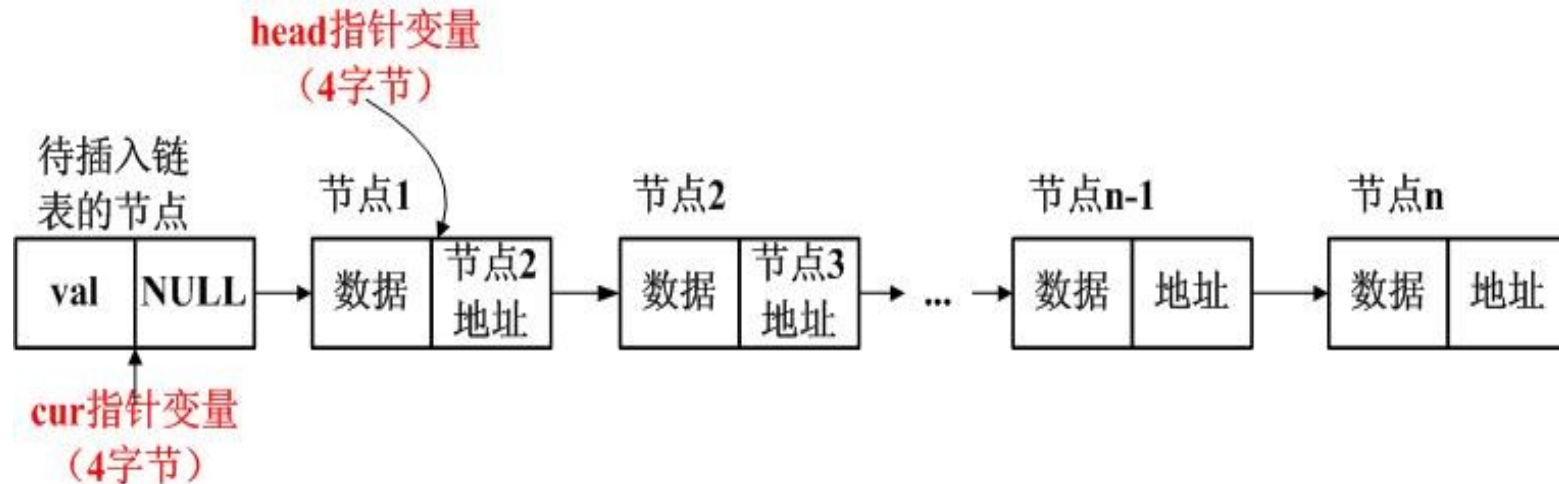 head指针变量
（4字节）
待插入链
表的节点
节点1
节点2
节点n-1
节点n
val
NULL
数据
节点2
地址
数据
节点3
地址
...
数据
地址
数据
地址
cur指针变量
（4字节）